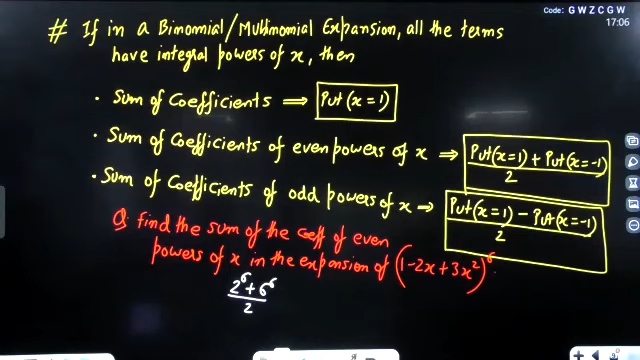 Code: G W Z C G W
17:06
# If in a Binomial/Multinomial Expansion, all the terms
have integral powers of x, then
• Sum of Coefficients ⟹ Put (x = 1)
• Sum of Coefficients of even powers of x ⟹ (Put(x=1) + Put(x=-1))/2
• Sum of Coefficients of odd powers of x → (Put(x=1) - Put(x=-1))/2
Q find the sum of the coeff of even
powers of x in the expansion of (1-2x+3x²)⁶.
(2⁶+6⁶)/2